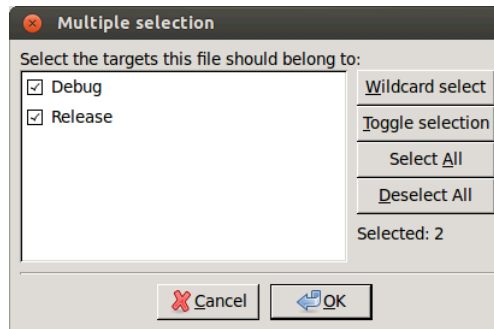 Multiple selection
Select the targets this file should belong to:
Debug
Release
Wildcard select
Toggle selection
Select All
Deselect All
Selected: 2
Cancel
OK